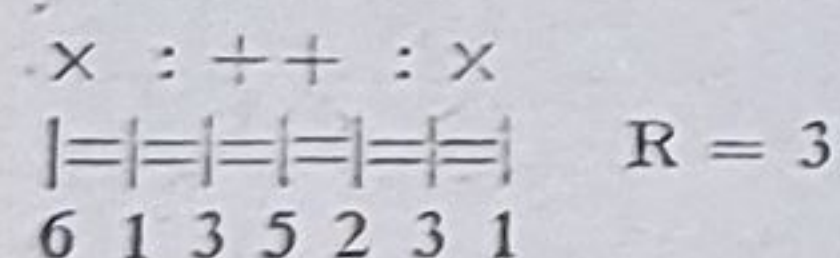 × : ÷ + : ×
|=|=|=|=|=|=| R = 3
6 1 3 5 2 3 1